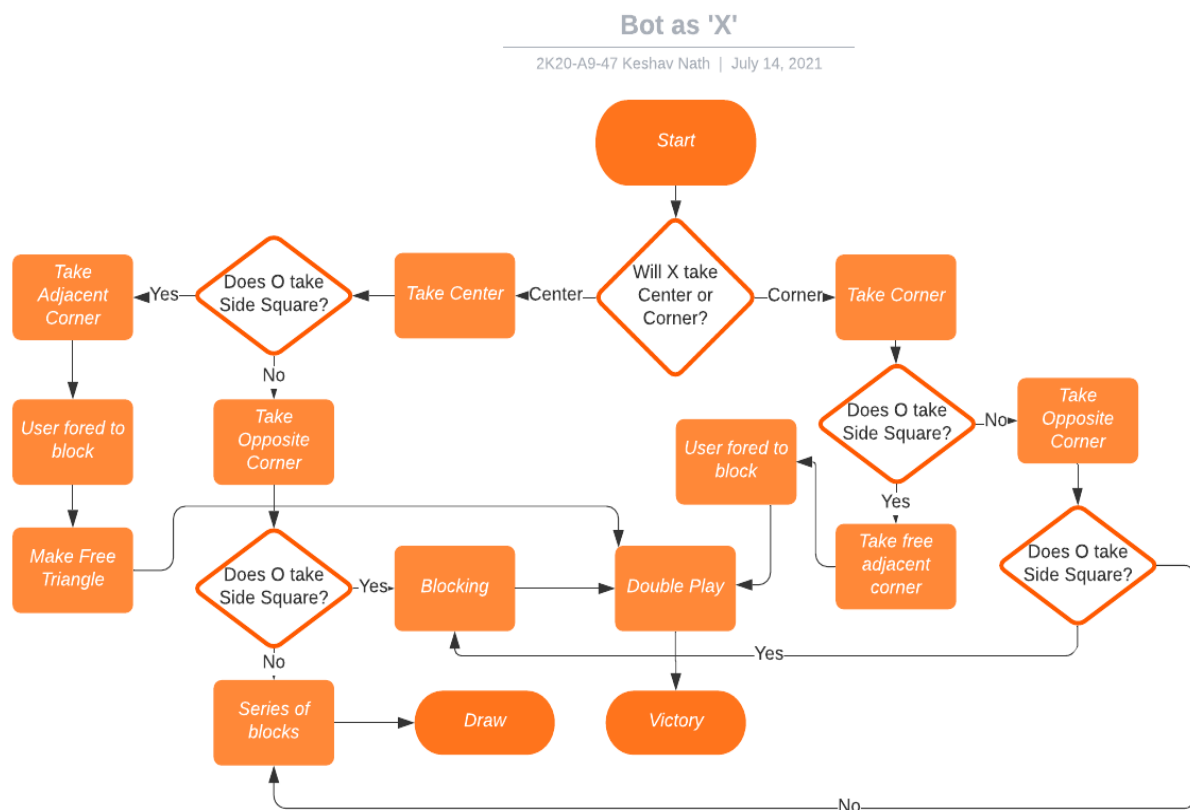 Bot as 'X'
2K20-A9-47 Keshav Nath | July 14, 2021
Start
Will X take
Center or
Corner?
Center
Corner
Take Center
Does O take
Side Square?
Yes
Take
Adjacent
Corner
User fored to
block
Make Free
Triangle
No
Take
Opposite
Corner
Does O take
Side Square?
Yes
Blocking
Double Play
No
Series of
blocks
Draw
Victory
Take Corner
Does O take
Side Square?
No
Take
Opposite
Corner
Yes
Take free
adjacent
corner
User fored to
block
Does O take
Side Square?
Yes
No